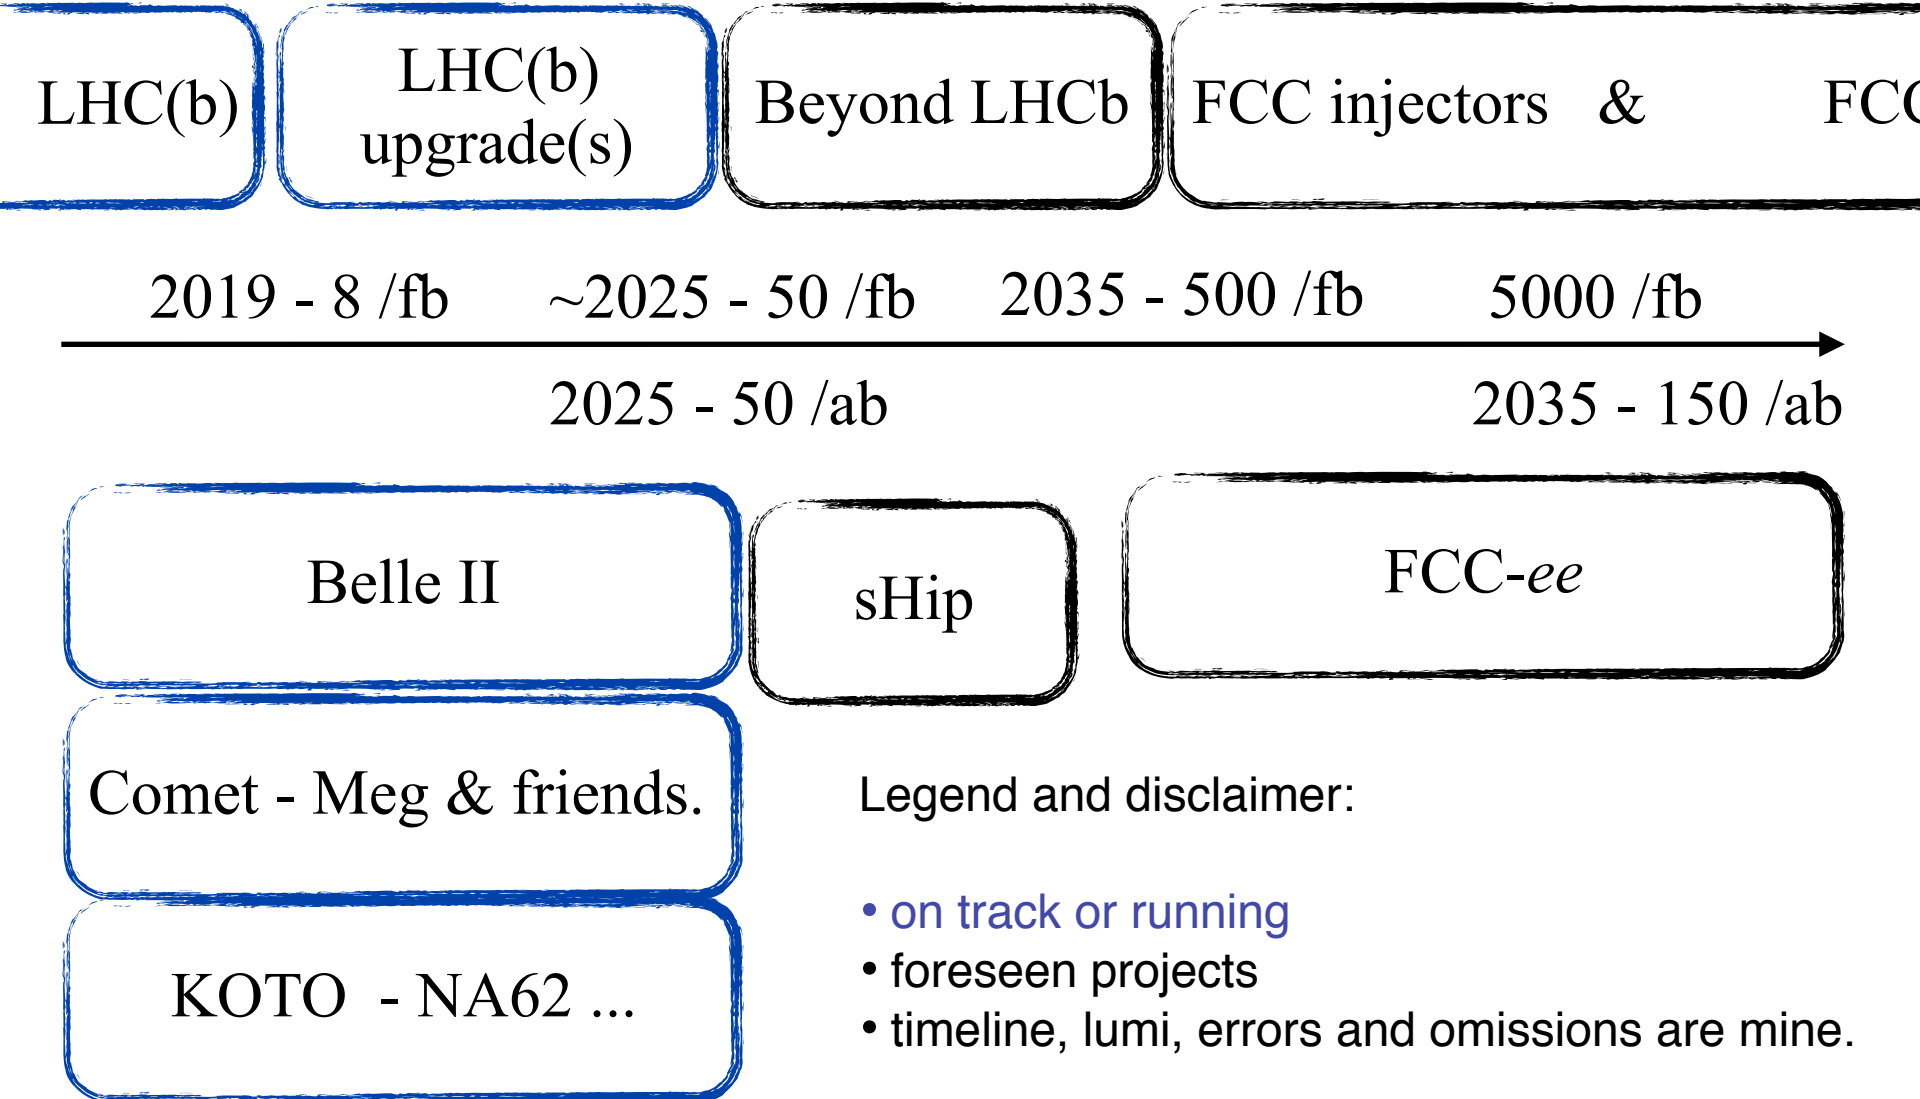 LHC(b)
LHC(b)
upgrade(s)
Beyond LHCb
FCC injectors & FCC
2019 - 8 /fb
~2025 - 50 /fb
2035 - 500 /fb
5000 /fb
2025 - 50 /ab
2035 - 150 /ab
Belle II
sHip
FCC-ee
Comet - Meg & friends.
KOTO - NA62 ...
Legend and disclaimer:
• on track or running
• foreseen projects
• timeline, lumi, errors and omissions are mine.